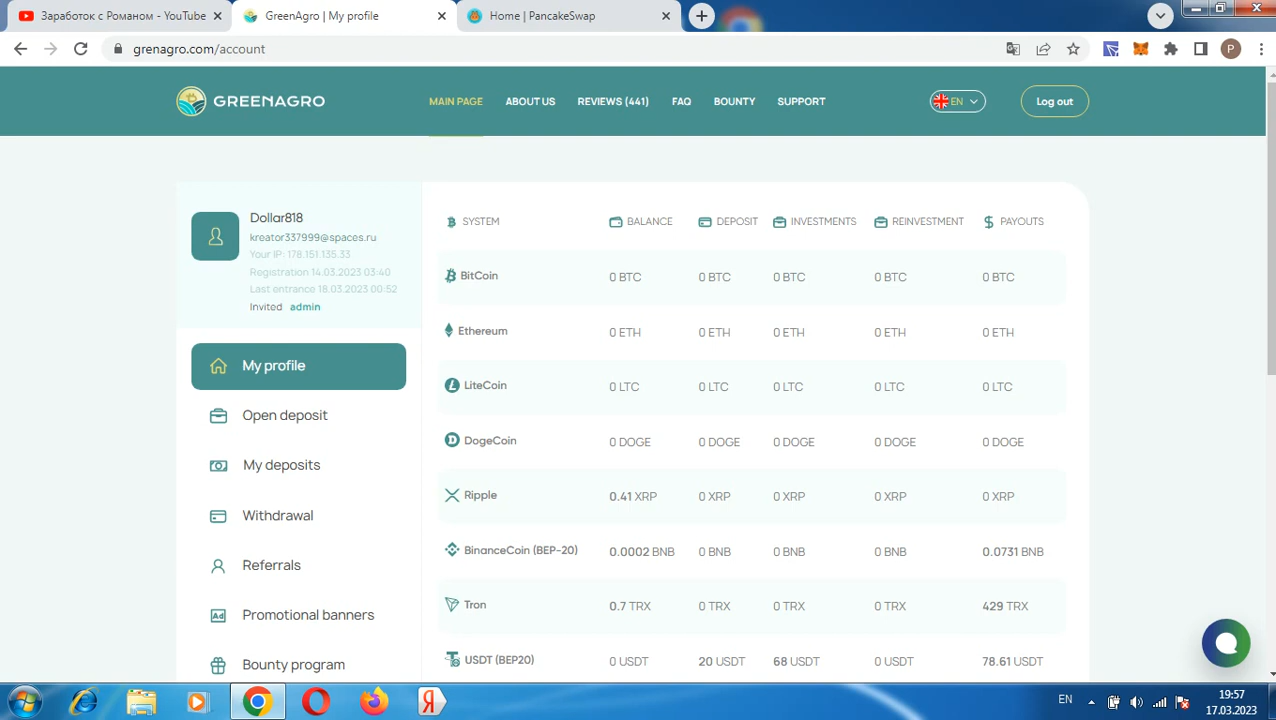 Заработок с Романом - YouTube
GreenAgro | My profile
Home | PancakeSwap
grenagro.com/account
P
GREENAGRO
MAIN PAGE
ABOUT US
REVIEWS (441)
FAQ
BOUNTY
SUPPORT
EN
Log out
Dollar818
kreator337999@spaces.ru
Your IP: 178.151.135.33
Registration 14.03.2023 03:40
Last entrance 18.03.2023 00:52
Invited admin
My profile
Open deposit
My deposits
Withdrawal
Referrals
Ad
Promotional banners
Bounty program
SYSTEM BALANCE DEPOSIT INVESTMENTS REINVESTMENT PAYOUTS
BitCoin 0 BTC 0 BTC 0 BTC 0 BTC 0 BTC
Ethereum 0 ETH 0 ETH 0 ETH 0 ETH 0 ETH
LiteCoin 0 LTC 0 LTC 0 LTC 0 LTC 0 LTC
DogeCoin 0 DOGE 0 DOGE 0 DOGE 0 DOGE 0 DOGE
Ripple 0.41 XRP 0 XRP 0 XRP 0 XRP 0 XRP
BinanceCoin (BEP-20) 0.0002 BNB 0 BNB 0 BNB 0 BNB 0.0731 BNB
Tron 0.7 TRX 0 TRX 0 TRX 0 TRX 429 TRX
USDT (BEP20) 0 USDT 20 USDT 68 USDT 0 USDT 78.61 USDT
Я
EN
19:57
17.03.2023